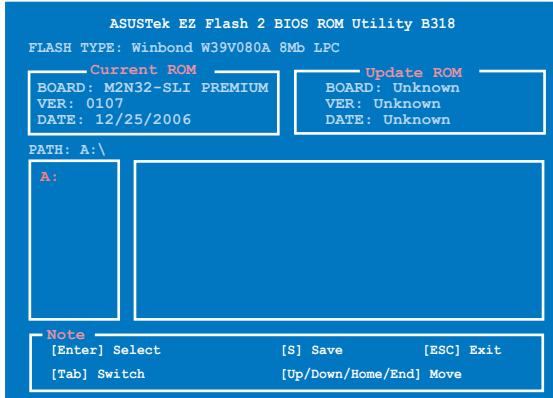 ASUSTek EZ Flash 2 BIOS ROM Utility B318
FLASH TYPE: Winbond W39V080A 8Mb LPC
Current ROM
BOARD: M2N32-SLI PREMIUM
VER: 0107
DATE: 12/25/2006
Update ROM
BOARD: Unknown
VER: Unknown
DATE: Unknown
PATH: A:\
A:
Note
[Enter] Select [S] Save [ESC] Exit
[Tab] Switch [Up/Down/Home/End] Move